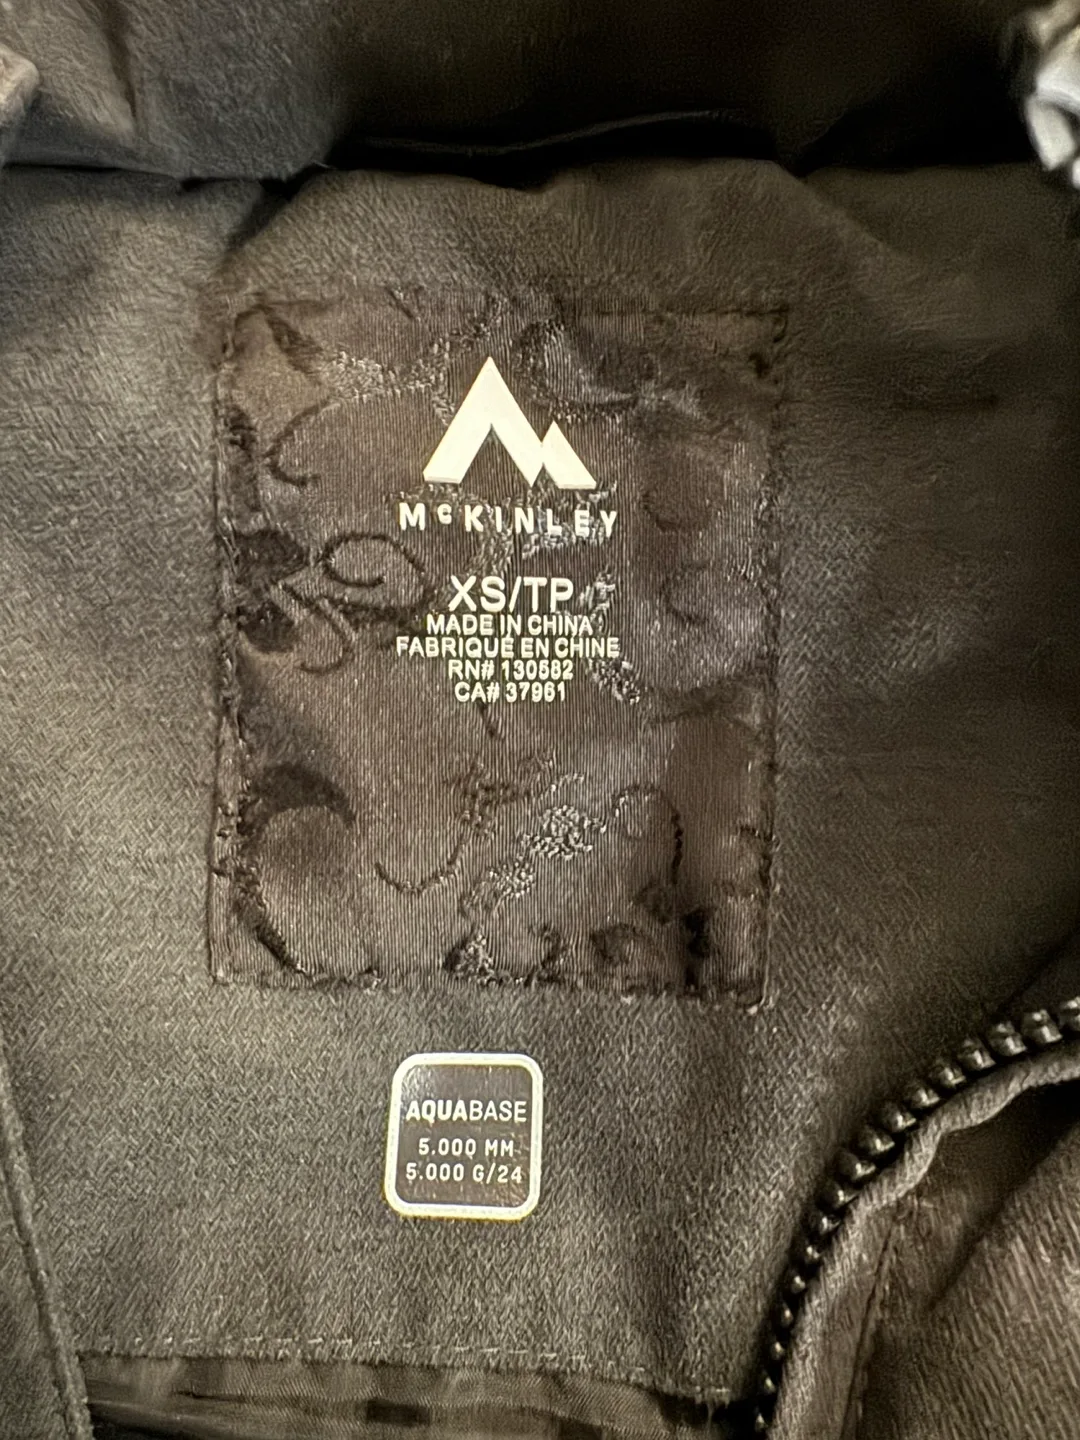 McKINLEY
XS/TP
MADE IN CHINA
FABRIQUÉ EN CHINE
RN# 130582
CA# 37961
AQUABASE
5.000 MM
5.000 G/24